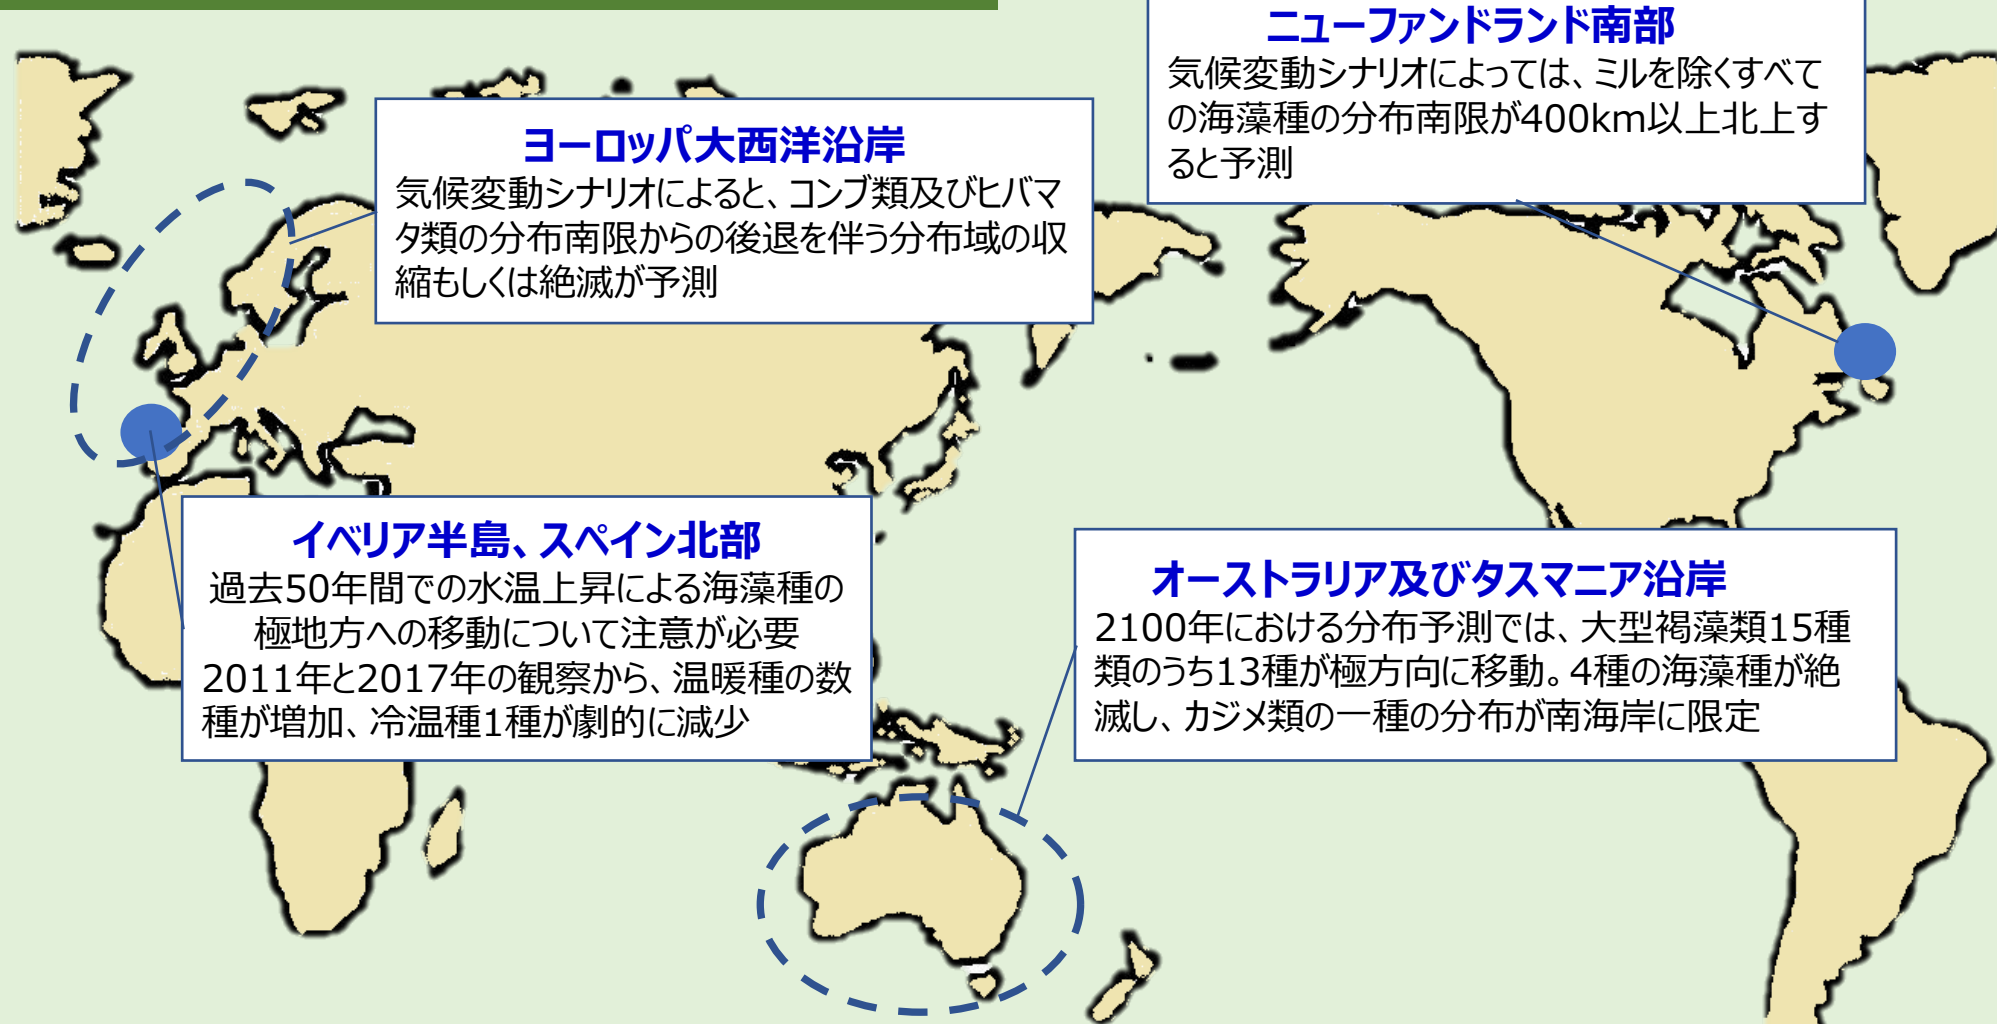 ニューファンドランド南部
気候変動シナリオによっては、ミルを除くすべて
の海藻種の分布南限が400km以上北上す
ると予測
ヨーロッパ大西洋沿岸
気候変動シナリオによると、コンブ類及びヒバマ
タ類の分布南限からの後退を伴う分布域の収
縮もしくは絶滅が予測
イベリア半島、スペイン北部
過去50年間での水温上昇による海藻種の
極地方への移動について注意が必要
2011年と2017年の観察から、温暖種の数
種が増加、冷温種1種が劇的に減少
オーストラリア及びタスマニア沿岸
2100年における分布予測では、大型褐藻類15種
類のうち13種が極方向に移動。4種の海藻種が絶
滅し、カジメ類の一種の分布が南海岸に限定